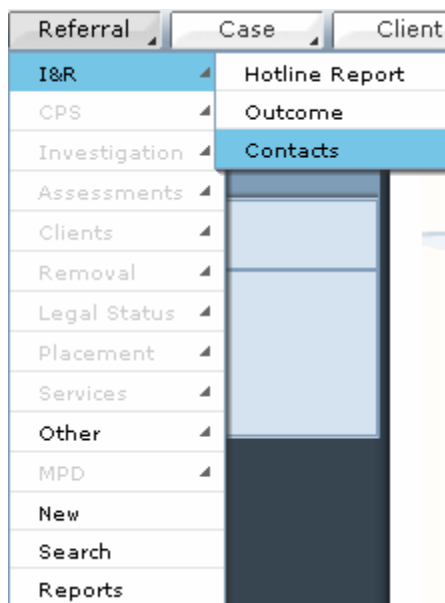 Referral Case Client
I&R
Hotline Report
CPS
Outcome
Investigation
Contacts
Assessments
Clients
Removal
Legal Status
Placement
Services
Other
MPD
New
Search
Reports